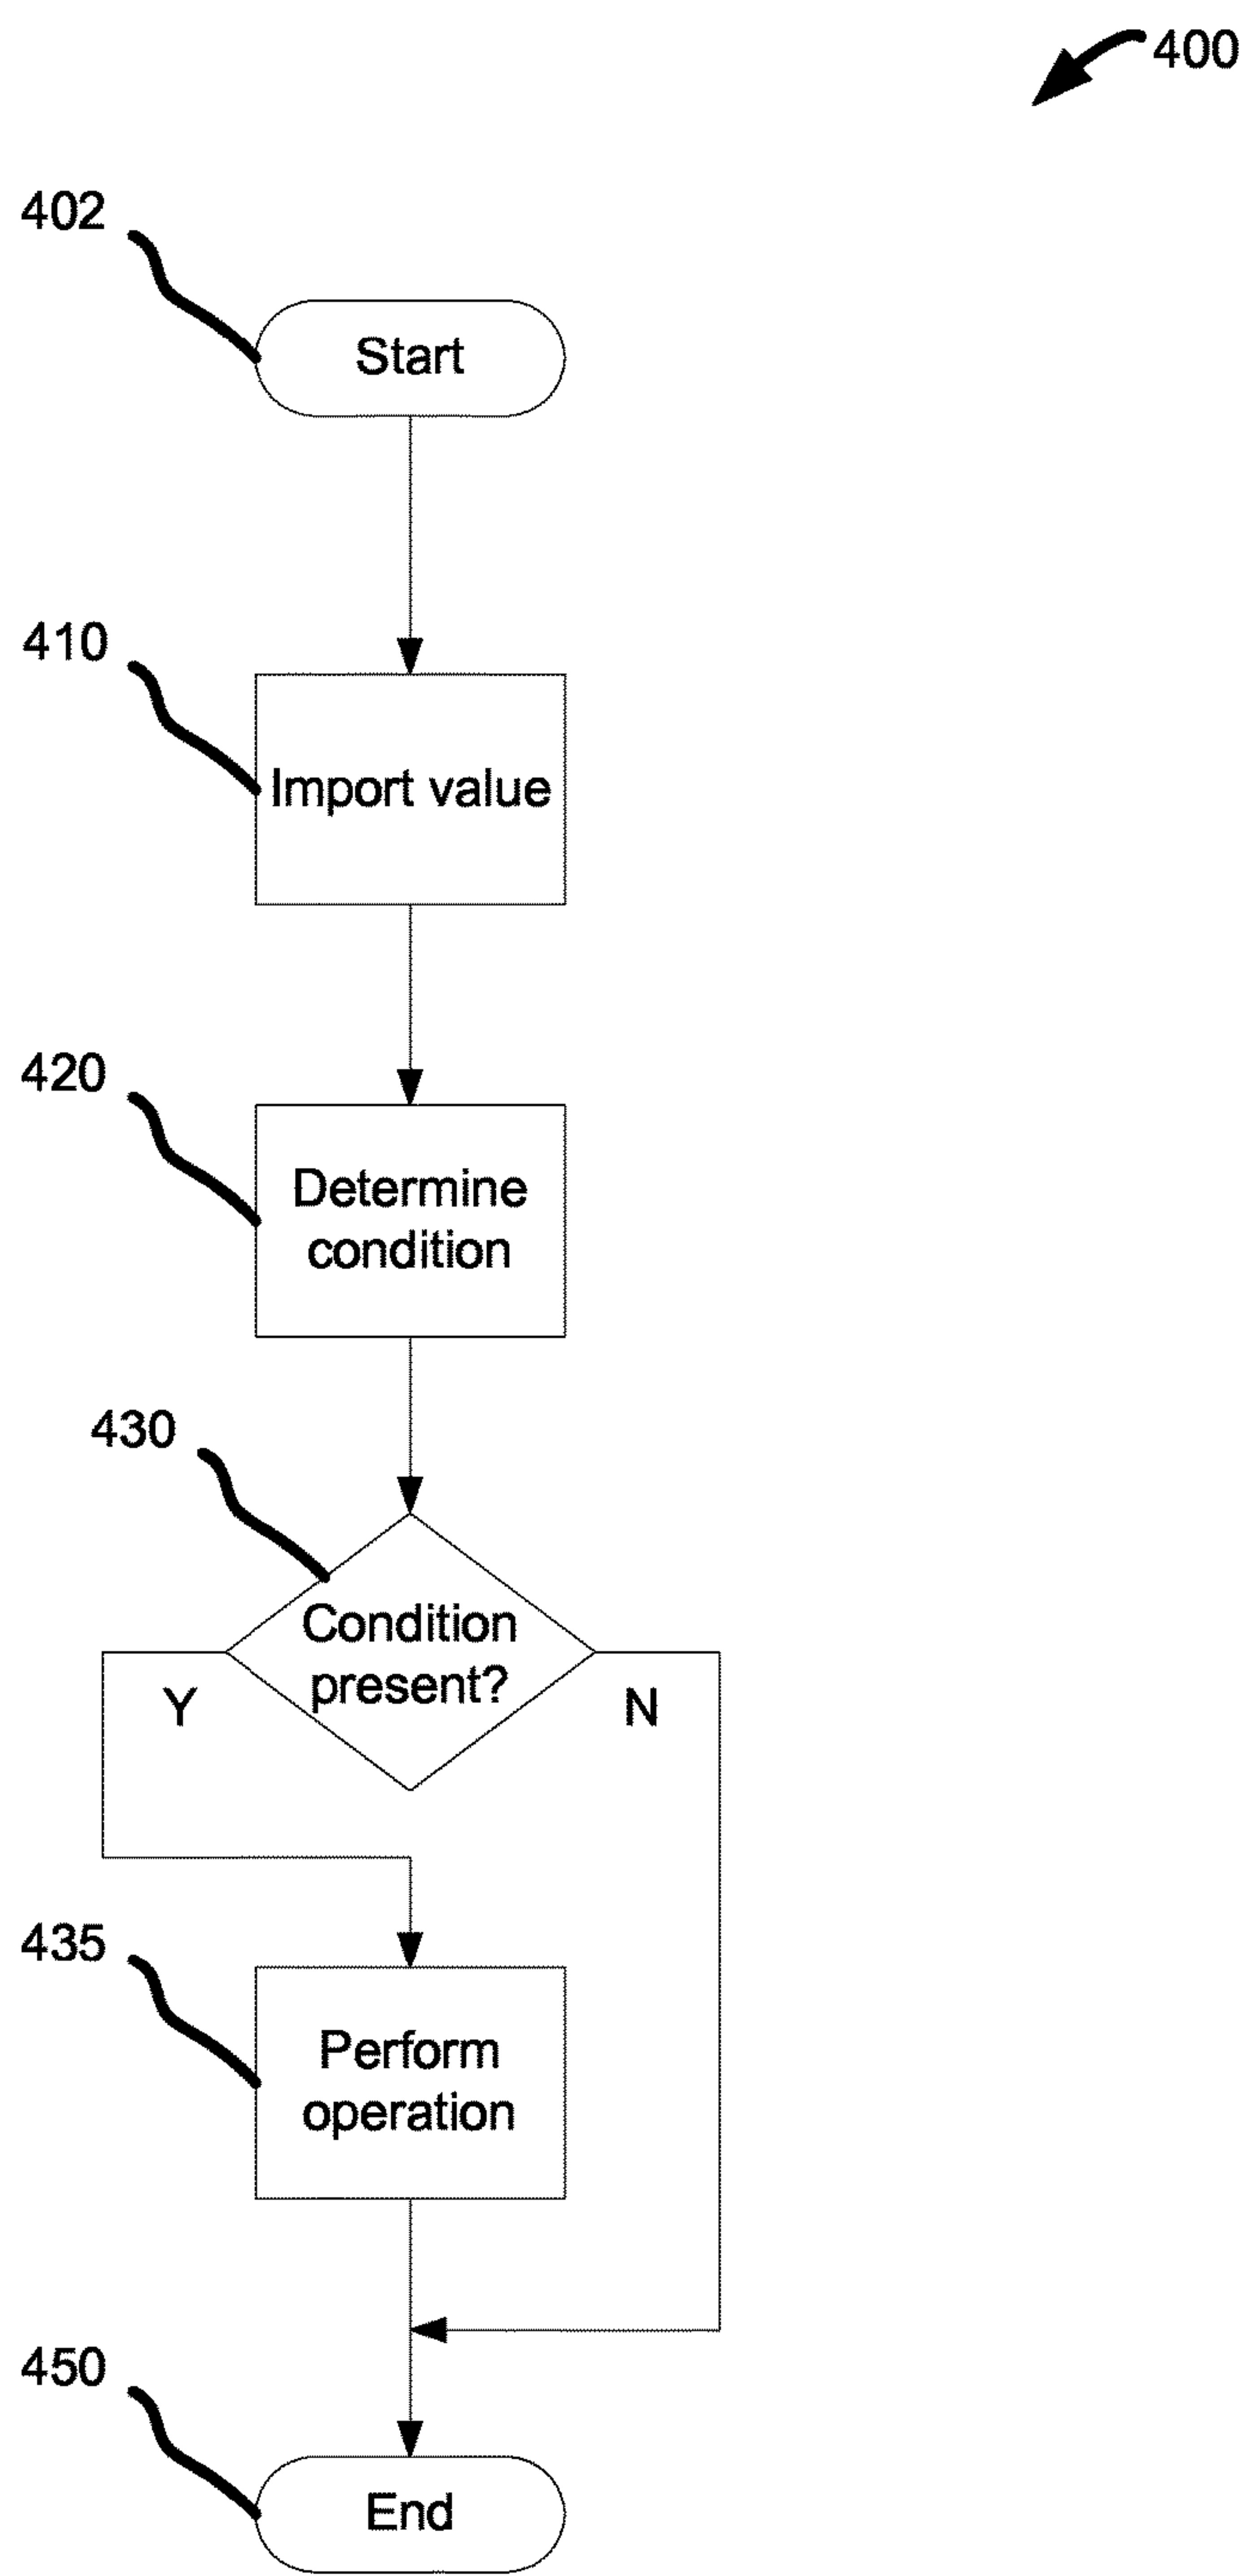 400
402
Start
410
Import value
420
Determine
condition
430
Condition
present?
Y
N
435
Perform
operation
450
End